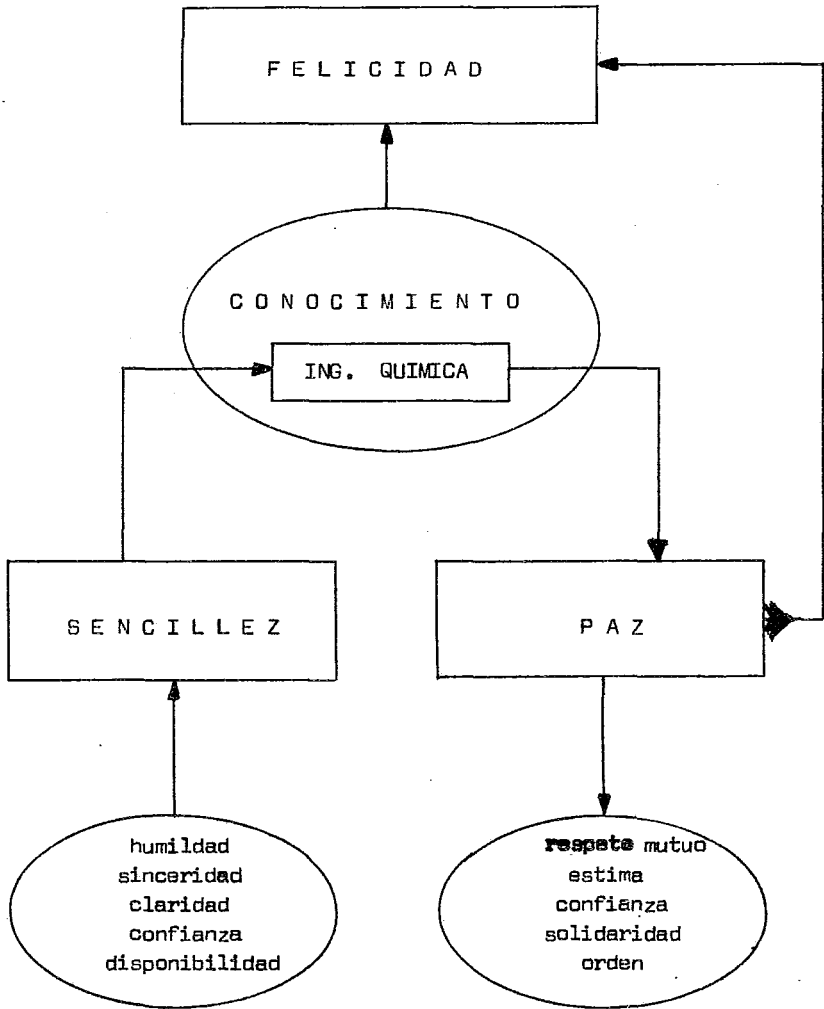 FELICIDAD
CONOCIMIENTO
ING. QUIMICA
SENCILLEZ
PAZ
humildad
sinceridad
claridad
confianza
disponibilidad
respeto mutuo
estima
confianza
solidaridad
orden